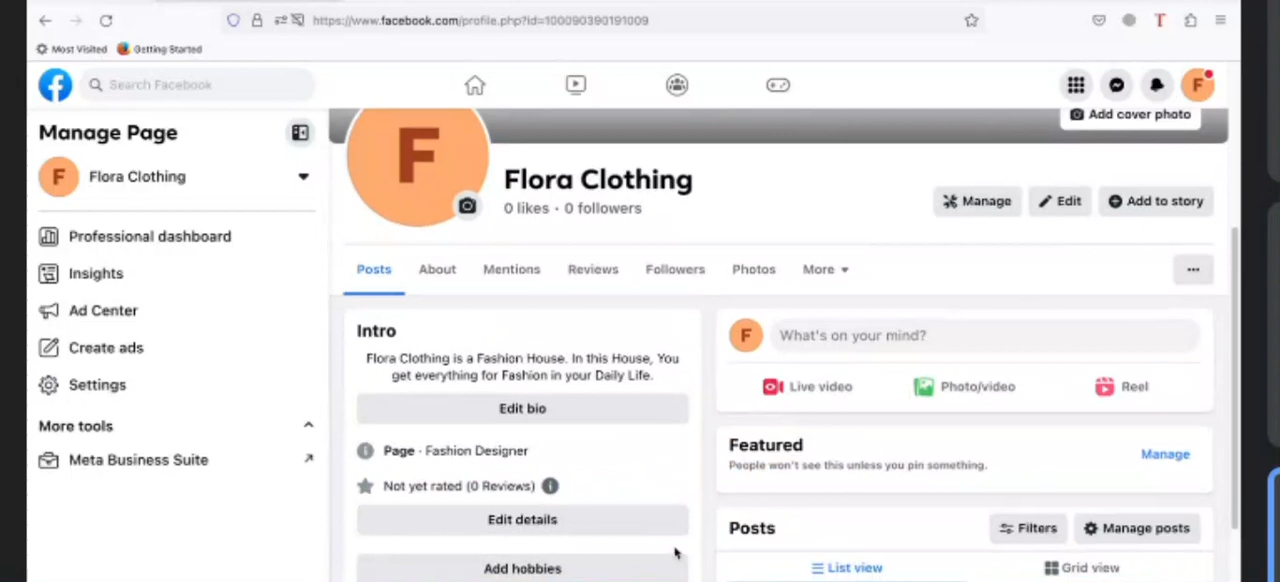 https://www.facebook.com/profile.php?id=100090390191009
T
Most Visited
Getting Started
Search Facebook
F
Manage Page
Add cover photo
F
F
Flora Clothing
Flora Clothing
0 likes · 0 followers
Manage
Edit
Add to story
Professional dashboard
Insights
Ad Center
Create ads
Settings
More tools
Meta Business Suite
Posts
About
Mentions
Reviews
Followers
Photos
More
Intro
Flora Clothing is a Fashion House. In this House, You
get everything for Fashion in your Daily Life.
Edit bio
Page · Fashion Designer
Not yet rated (0 Reviews)
Edit details
Add hobbies
F
What's on your mind?
Live video
Photo/video
Reel
Featured
People won't see this unless you pin something.
Manage
Posts
Filters
Manage posts
List view
Grid view